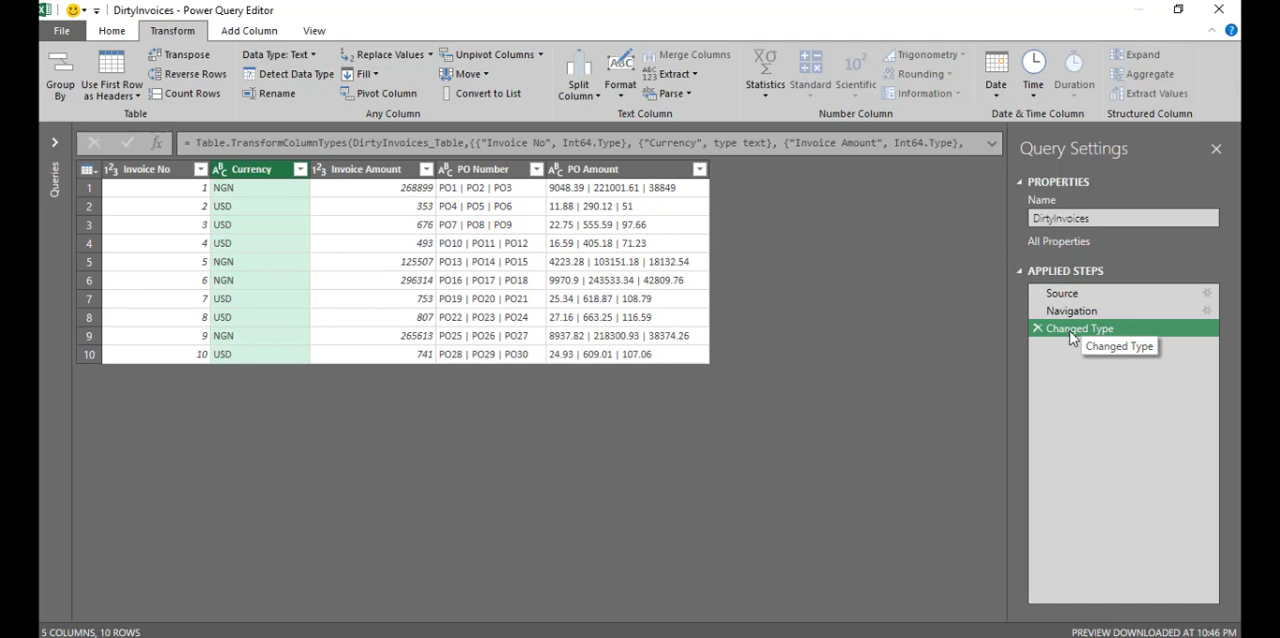 DirtyInvoices - Power Query Editor
File Home Transform Add Column View
Group By
Use First Row as Headers
Transpose
Reverse Rows
Count Rows
Table
Data Type: Text
Detect Data Type
Rename
Replace Values
Fill
Pivot Column
Unpivot Columns
Move
Convert to List
Any Column
Split Column
Format
Merge Columns
Extract
Parse
Text Column
Statistics
Standard
Scientific
Trigonometry
Rounding
Information
Number Column
Date
Time
Duration
Date & Time Column
Expand
Aggregate
Extract Values
Structured Column
= Table.TransformColumnTypes(DirtyInvoices_Table,{{"Invoice No", Int64.Type}, {"Currency", type text}, {"Invoice Amount", Int64.Type},
Queries
Invoice No Currency Invoice Amount PO Number PO Amount
1 1 NGN 268899 PO1 | PO2 | PO3 9048.39 | 221001.61 | 38849
2 2 USD 353 PO4 | PO5 | PO6 11.88 | 290.12 | 51
3 3 USD 676 PO7 | PO8 | PO9 22.75 | 555.59 | 97.66
4 4 USD 493 PO10 | PO11 | PO12 16.59 | 405.18 | 71.23
5 5 NGN 125507 PO13 | PO14 | PO15 4223.28 | 103151.18 | 18132.54
6 6 NGN 296314 PO16 | PO17 | PO18 9970.9 | 243533.34 | 42809.76
7 7 USD 753 PO19 | PO20 | PO21 25.34 | 618.87 | 108.79
8 8 USD 807 PO22 | PO23 | PO24 27.16 | 663.25 | 116.59
9 9 NGN 265613 PO25 | PO26 | PO27 8937.82 | 218300.93 | 38374.26
10 10 USD 741 PO28 | PO29 | PO30 24.93 | 609.01 | 107.06
Query Settings
PROPERTIES
Name
DirtyInvoices
All Properties
APPLIED STEPS
Source
Navigation
Changed Type
Changed Type
5 COLUMNS, 10 ROWS
PREVIEW DOWNLOADED AT 10:46 PM